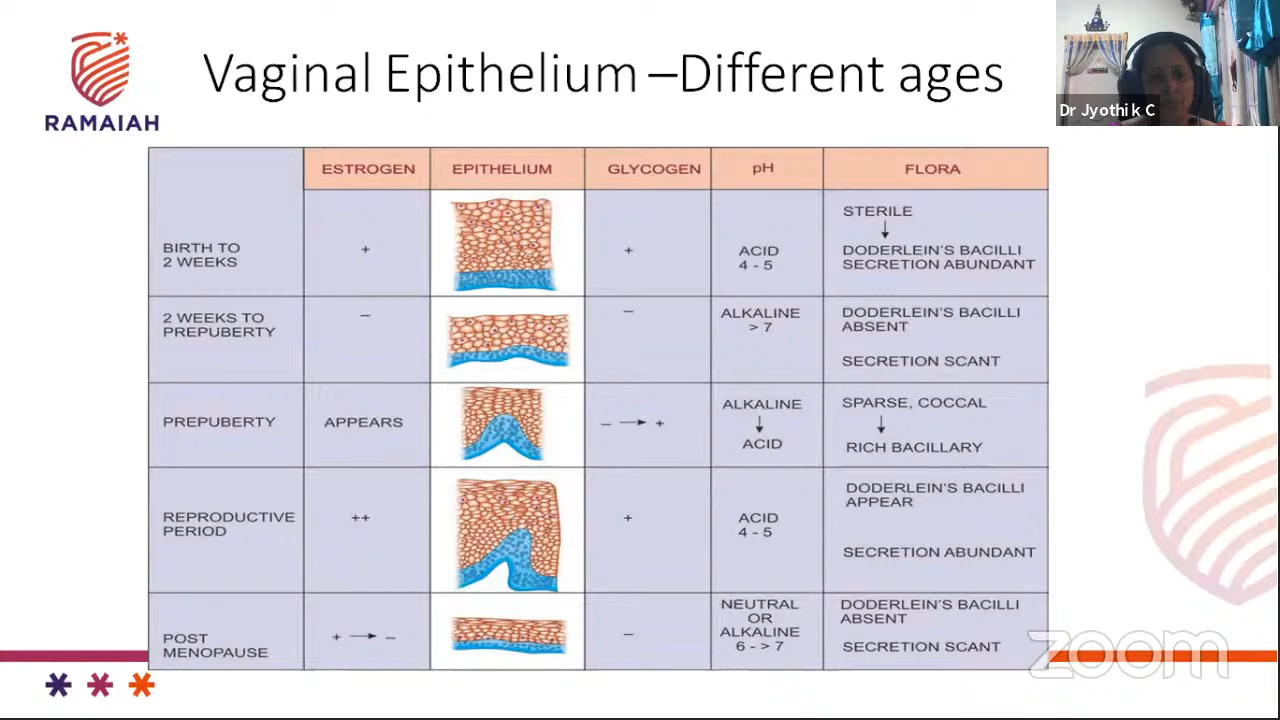 RAMAIAH
Vaginal Epithelium –Different ages
Dr Jyothik C
ESTROGEN EPITHELIUM GLYCOGEN pH FLORA
BIRTH TO
2 WEEKS
+
+
ACID
4 - 5
STERILE
↓
DODERLEIN'S BACILLI
SECRETION ABUNDANT
2 WEEKS TO
PREPUBERTY
–
–
ALKALINE
> 7
DODERLEIN'S BACILLI
ABSENT
SECRETION SCANT
PREPUBERTY
APPEARS
– → +
ALKALINE
↓
ACID
SPARSE, COCCAL
↓
RICH BACILLARY
REPRODUCTIVE
PERIOD
++
+
ACID
4 - 5
DODERLEIN'S BACILLI
APPEAR
SECRETION ABUNDANT
POST
MENOPAUSE
+ → –
–
NEUTRAL
OR
ALKALINE
6 - > 7
DODERLEIN'S BACILLI
ABSENT
SECRETION SCANT
zoom